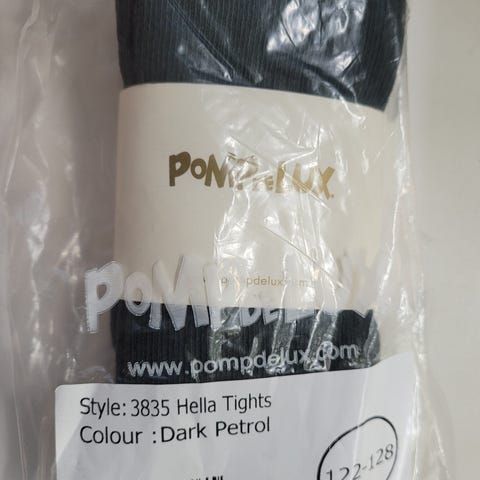 POMPdeLUX
POMPDELUX
www.pompdelux.com
Style: 3835 Hella Tights
Colour : Dark Petrol
122-128